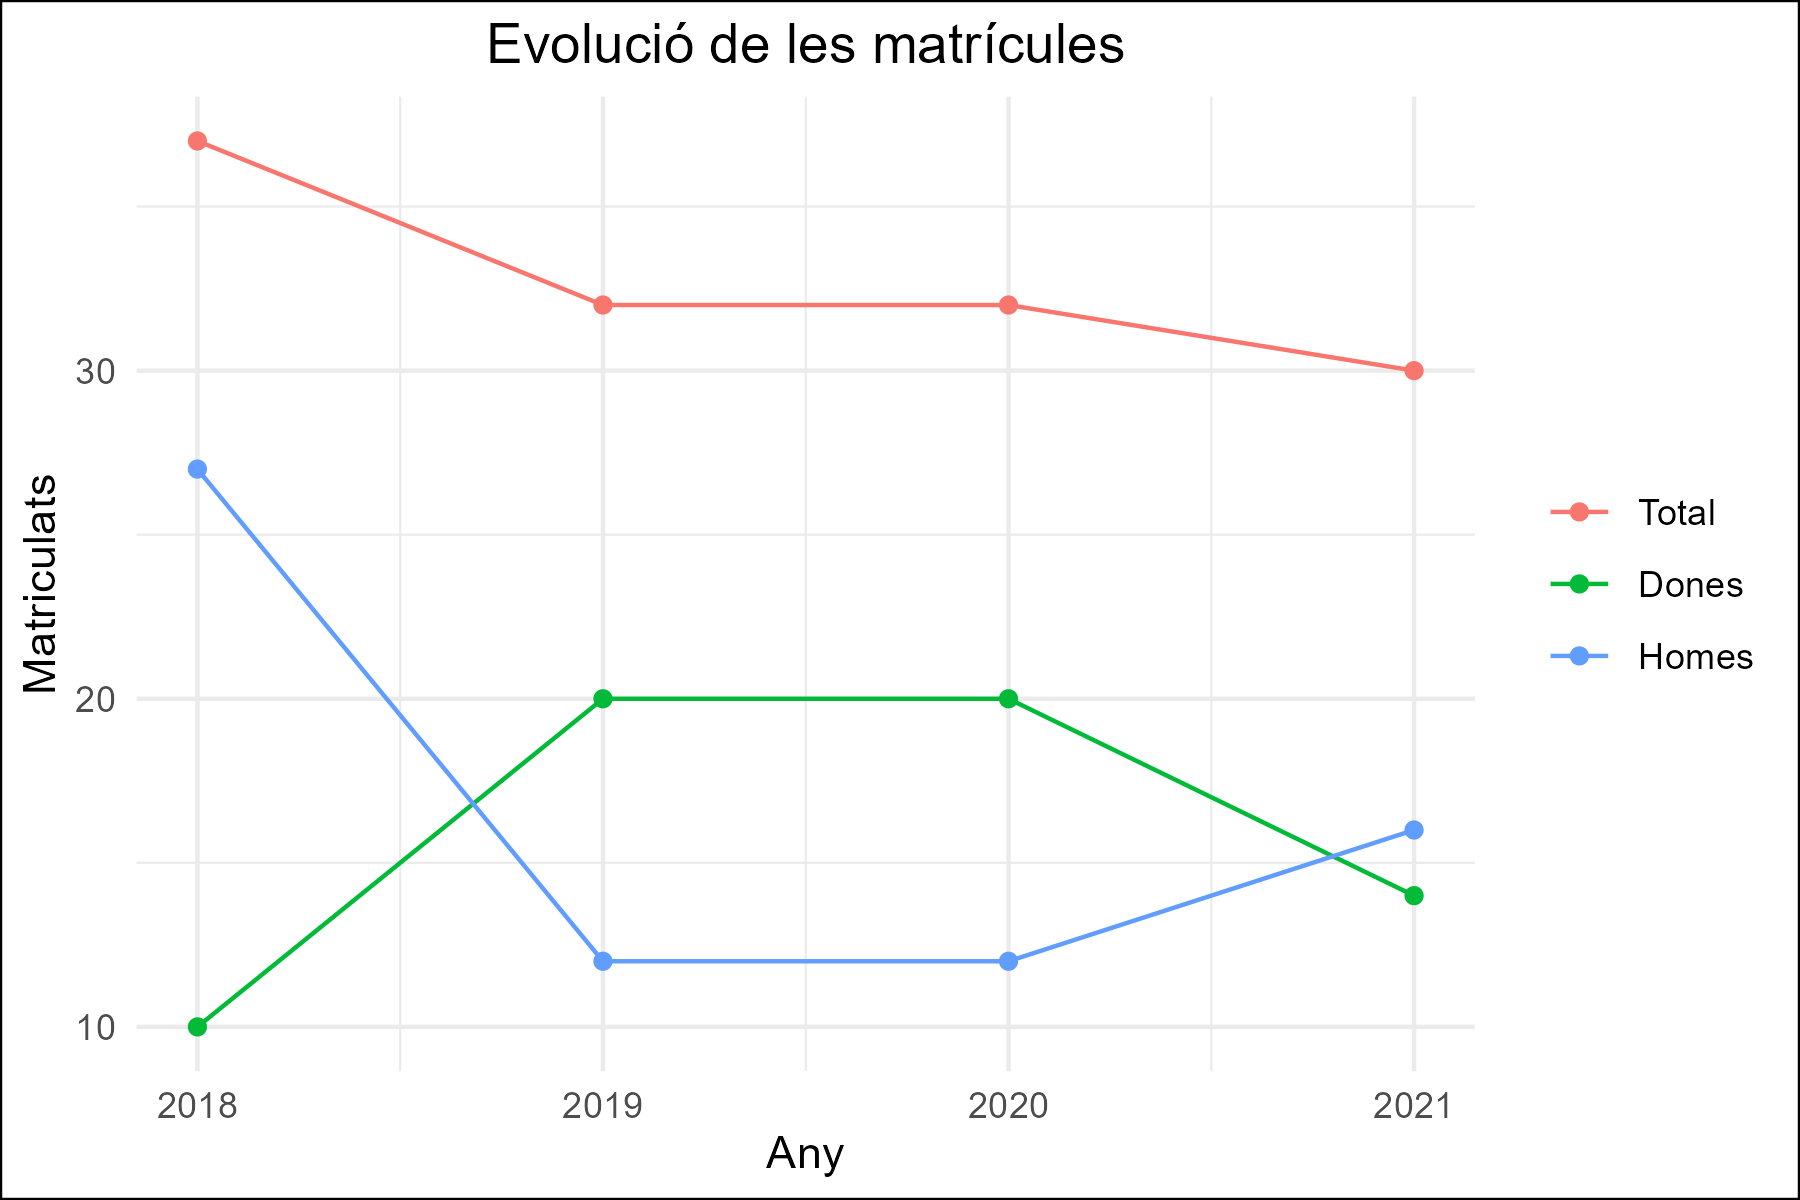 Evolució de les matrícules
Matriculats
30
20
10
2018
2019
2020
2021
Any
Total
Dones
Homes